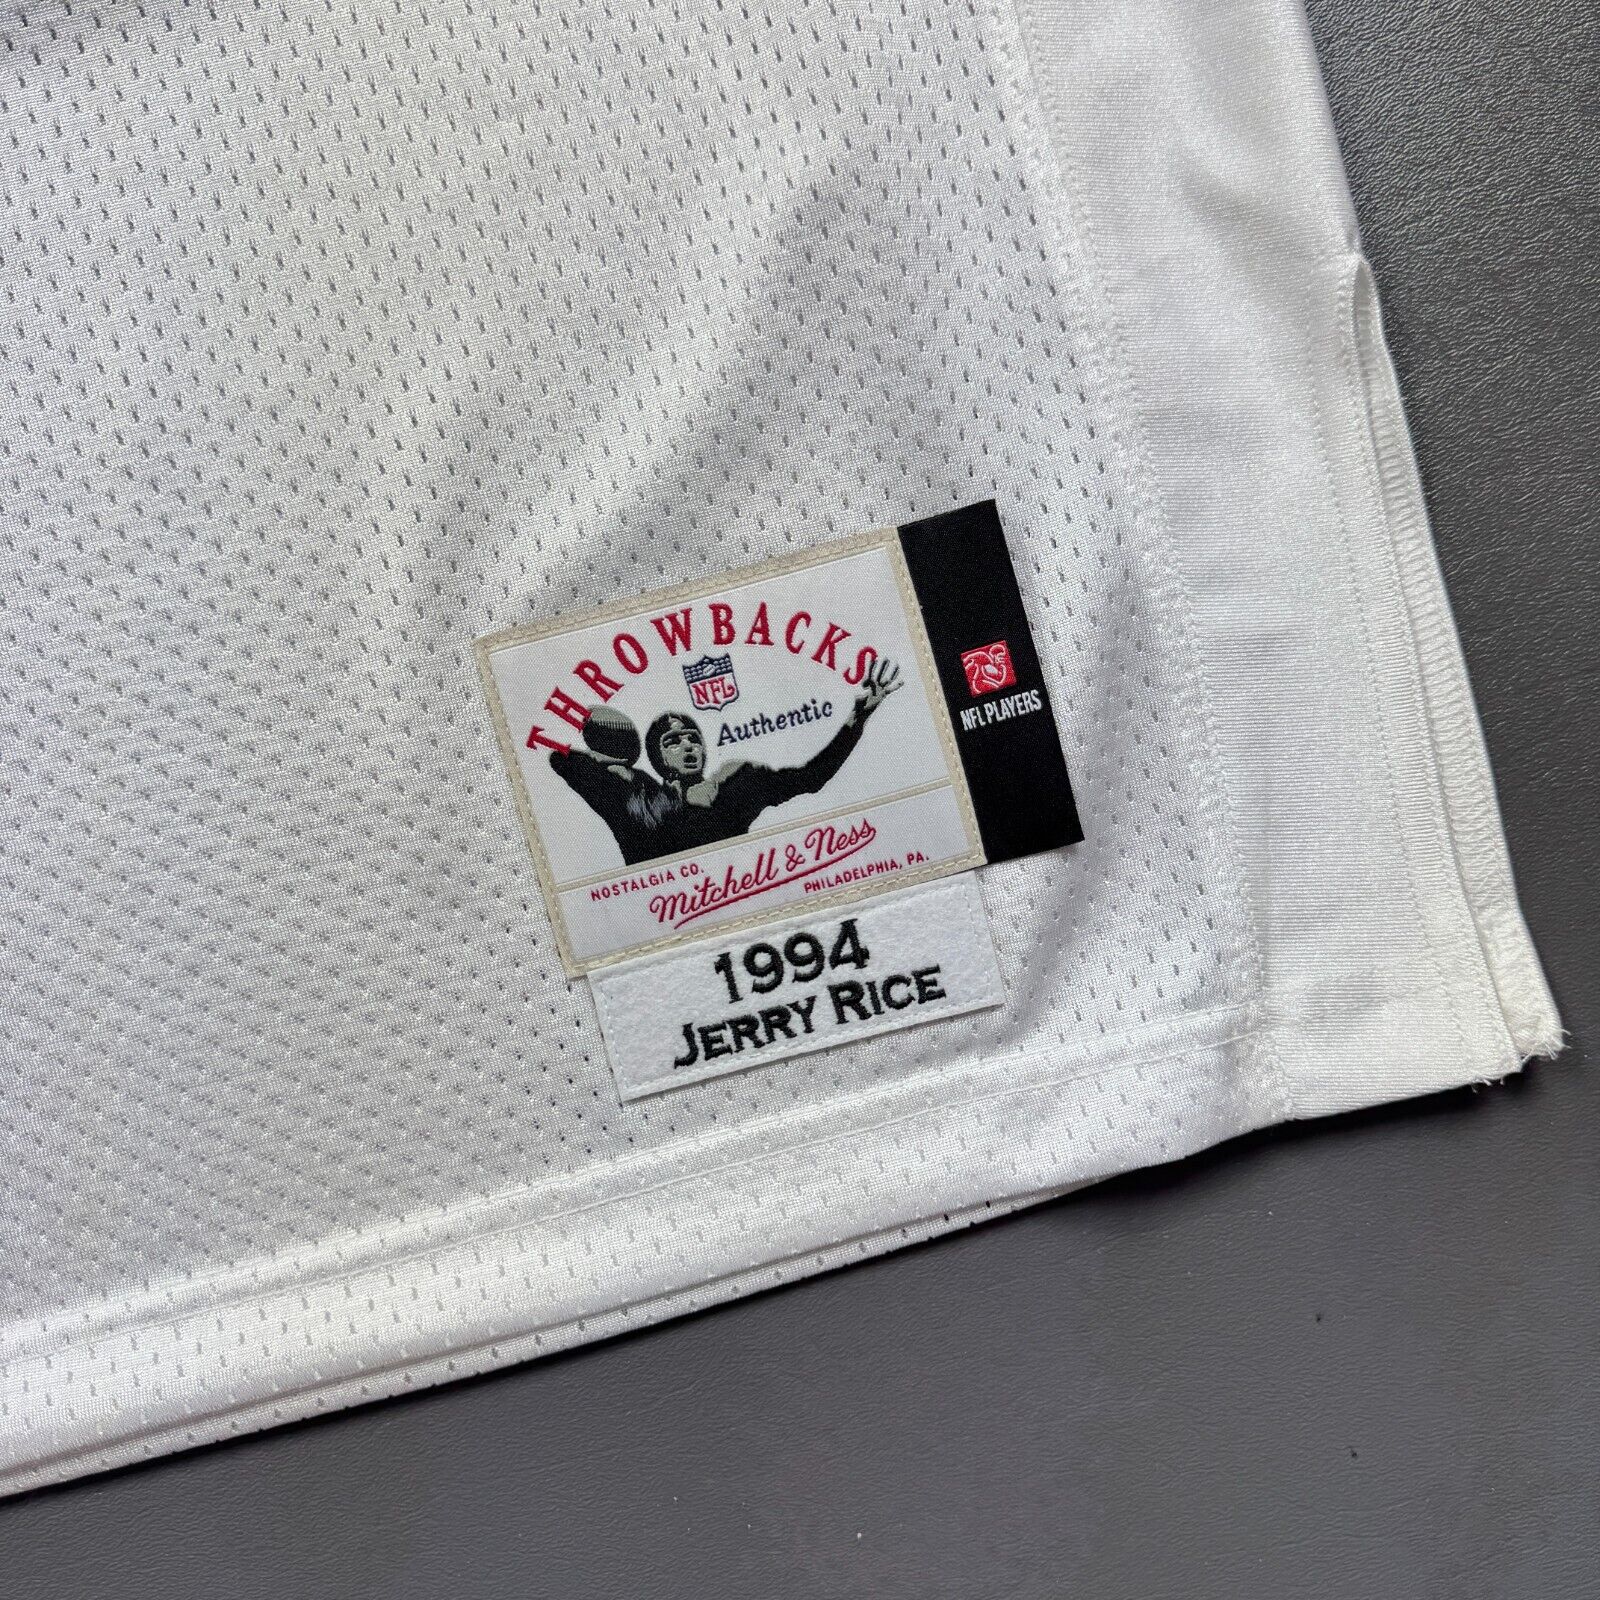 THROWBACKS
NFL
Authentic
NFL PLAYERS
NOSTALGIA CO.
Mitchell & Ness
PHILADELPHIA, PA.
1994
JERRY RICE